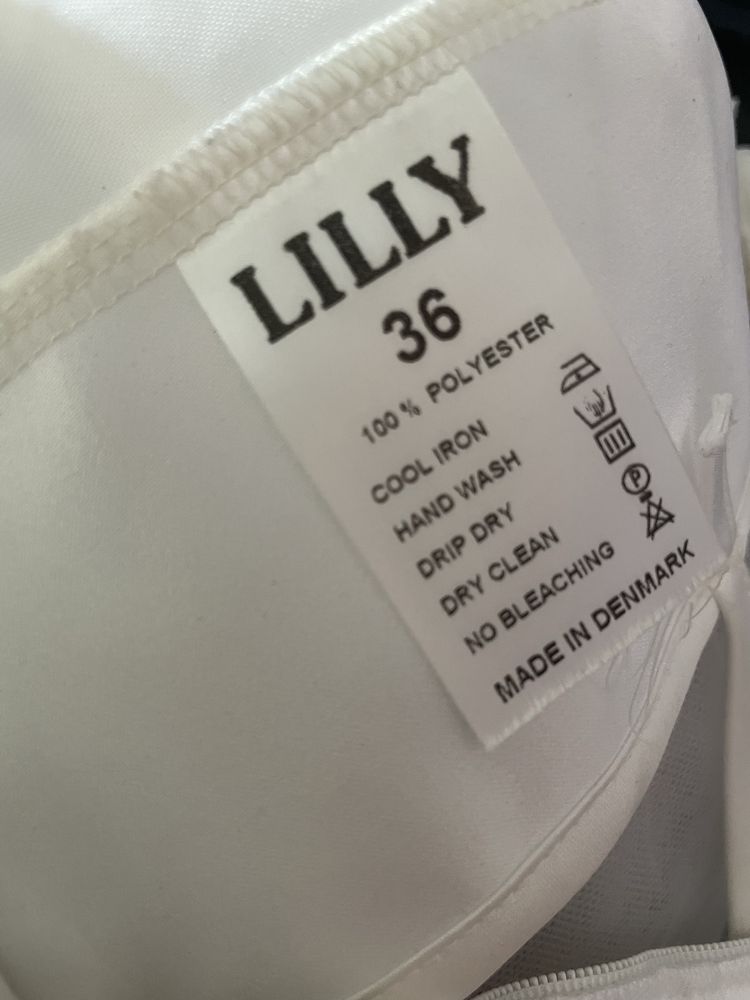 LILLY
36
100 % POLYESTER
COOL IRON
HAND WASH
DRIP DRY
DRY CLEAN
NO BLEACHING
P
MADE IN DENMARK